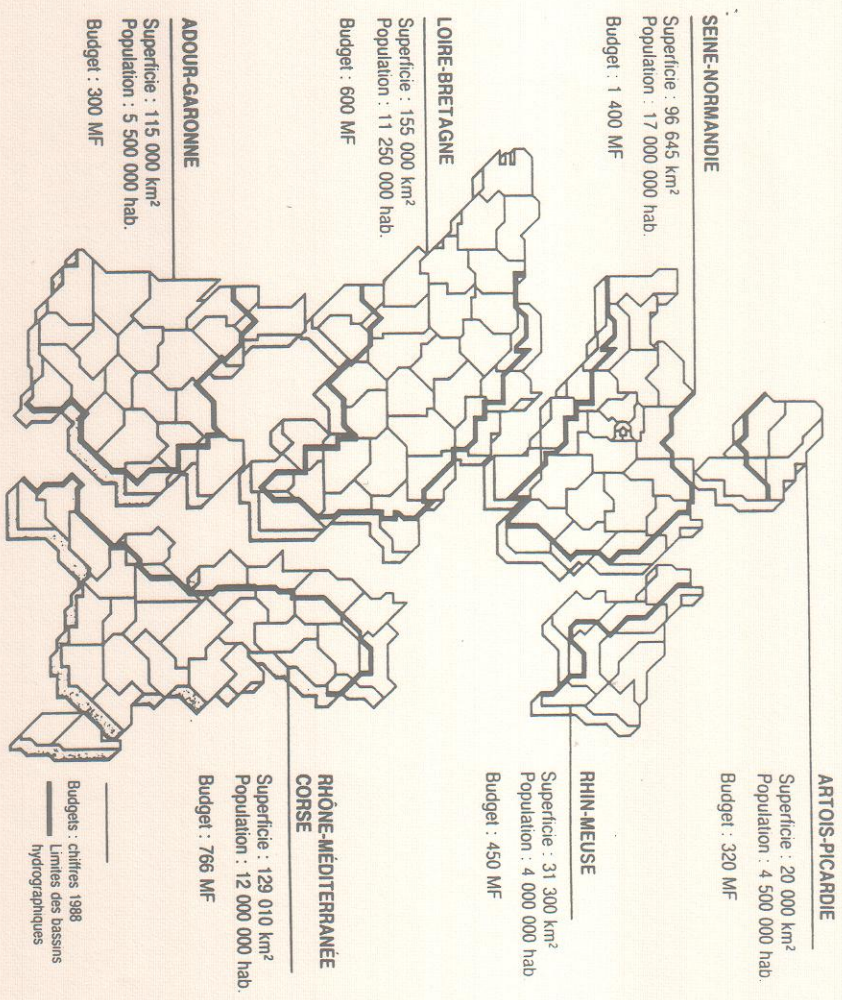 SEINE-NORMANDIE
Superficie : 96 645 km²
Population : 17 000 000 hab.
Budget : 1 400 MF
LOIRE-BRETAGNE
Superficie : 155 000 km²
Population : 11 250 000 hab.
Budget : 600 MF
ADOUR-GARONNE
Superficie : 115 000 km²
Population : 5 500 000 hab.
Budget : 300 MF
ARTOIS-PICARDIE
Superficie : 20 000 km²
Population : 4 500 000 hab.
Budget : 320 MF
RHIN-MEUSE
Superficie : 31 300 km²
Population : 4 000 000 hab
Budget : 450 MF
RHÔNE-MÉDITERRANÉE
CORSE
Superficie : 129 010 km²
Population : 12 000 000 hab.
Budget : 766 MF
Budgets : chiffres 1988
Limites des bassins
hydrographiques